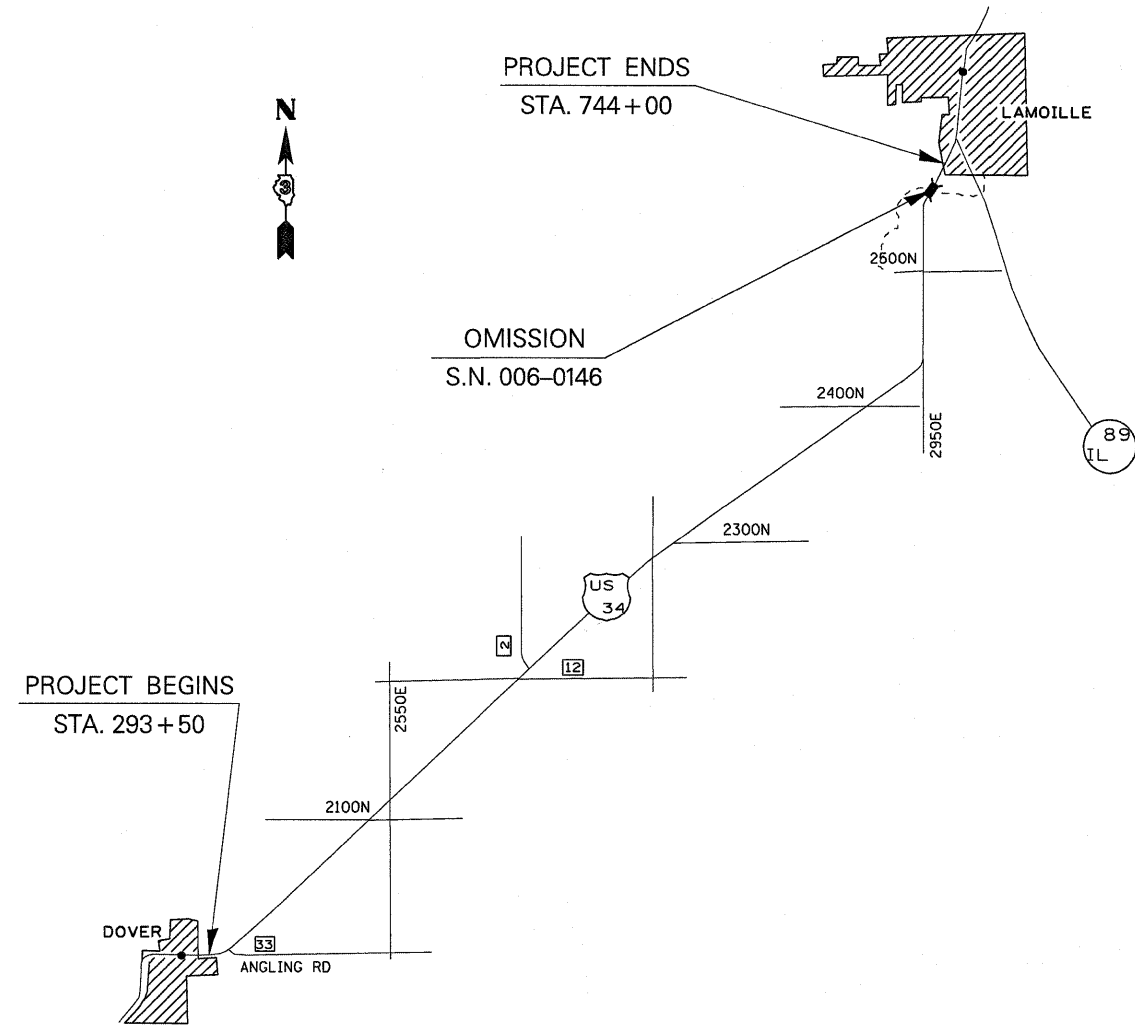 PROJECT ENDS
STA. 744+00
LAMOILLE
N
3
2500N
OMISSION
S.N. 006-0146
2400N
2950E
89
IL
2300N
US
34
2
12
PROJECT BEGINS
STA. 293+50
2550E
2100N
DOVER
33
ANGLING RD